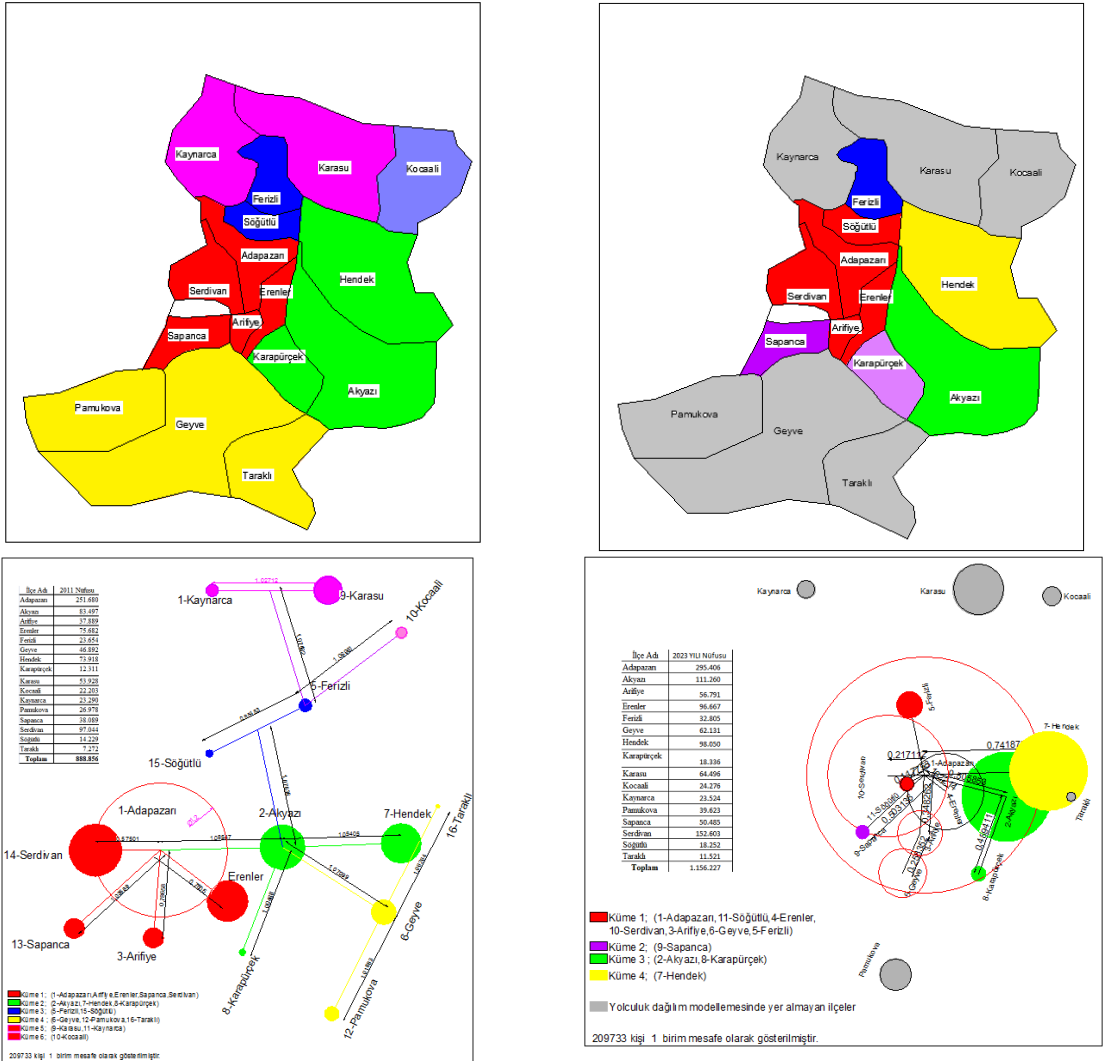 Kaynarca
Karasu
Kocaali
Ferizli
Söğütlü
Adapazarı
Hendek
Serdivan
Erenler
Arifiye
Sapanca
Karapürçek
Akyazı
Pamukova
Geyve
Taraklı
Kaynarca
Karasu
Kocaali
Ferizli
Söğütlü
Adapazarı
Hendek
Serdivan
Erenler
Arifiye
Sapanca
Karapürçek
Akyazı
Pamukova
Geyve
Taraklı
İlçe Adı 2011 Nüfusu
Adapazarı 251.680
Akyazı 83.497
Arifiye 37.889
Erenler 75.682
Ferizli 23.654
Geyve 46.892
Hendek 73.918
Karapürçek 12.311
Karasu 53.928
Kocaali 22.203
Kaynarca 23.290
Pamukova 26.978
Sapanca 38.089
Serdivan 97.044
Söğütlü 14.229
Taraklı 7.272
Toplam 888.856
1,02712
1-Kaynarca
9-Karasu
10-Kocaali
5-Ferizli
15-Söğütlü
1-Adapazarı
2-Akyazı
7-Hendek
16-Taraklı
14-Serdivan
Erenler
13-Sapanca
3-Arifiye
8-Karapürçek
6-Geyve
12-Pamukova
Küme 1; (1-Adapazarı,Arifiye,Erenler,Sapanca,Serdivan)
Küme 2; (2-Akyazı,7-Hendek,8-Karapürçek)
Küme 3; (5-Ferizli,15-Söğütlü)
Küme 4; (6-Geyve,12-Pamukova,16-Taraklı)
Küme 5; (9-Karasu,11-Kaynarca)
Küme 6; (10-Kocaali)
209733 kişi 1 birim mesafe olarak gösterilmiştir.
Kaynarca
Karasu
Kocaali
İlçe Adı 2023 YILI Nüfusu
Adapazarı 295.406
Akyazı 111.260
Arifiye 56.791
Erenler 96.667
Ferizli 32.805
Geyve 62.131
Hendek 98.050
Karapürçek 18.336
Karasu 64.496
Kocaali 24.276
Kaynarca 23.524
Pamukova 39.623
Sapanca 50.485
Serdivan 152.603
Söğütlü 18.252
Taraklı 11.521
Toplam 1.156.227
5-Ferizli
7-Hendek
0,74187
1-Adapazarı
10-Serdivan
11-Söğütlü
4-Erenler
2-Akyazı
Taraklı
9-Sapanca
3-Arifiye
6-Geyve
0,469411
8-Karapürçek
Pamukova
Küme 1; (1-Adapazarı,11-Söğütlü,4-Erenler,
10-Serdivan,3-Arifiye,6-Geyve,5-Ferizli)
Küme 2; (9-Sapanca)
Küme 3 ; (2-Akyazı,8-Karapürçek)
Küme 4; (7-Hendek)
Yolculuk dağılım modellemesinde yer almayan ilçeler
209733 kişi 1 birim mesafe olarak gösterilmiştir.